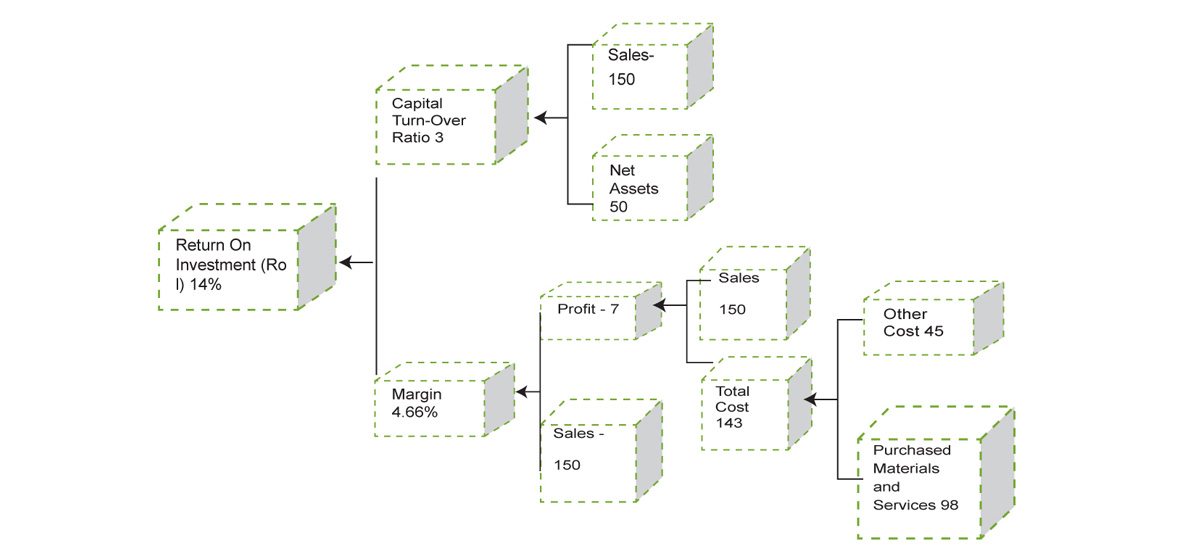 Sales-
150
Capital
Turn-Over
Ratio 3
Net
Assets
50
Return On
Investment (Ro
I) 14%
Sales
150
Profit - 7
Other
Cost 45
Margin
4.66%
Total
Cost
143
Sales -
150
Purchased
Materials
and
Services 98